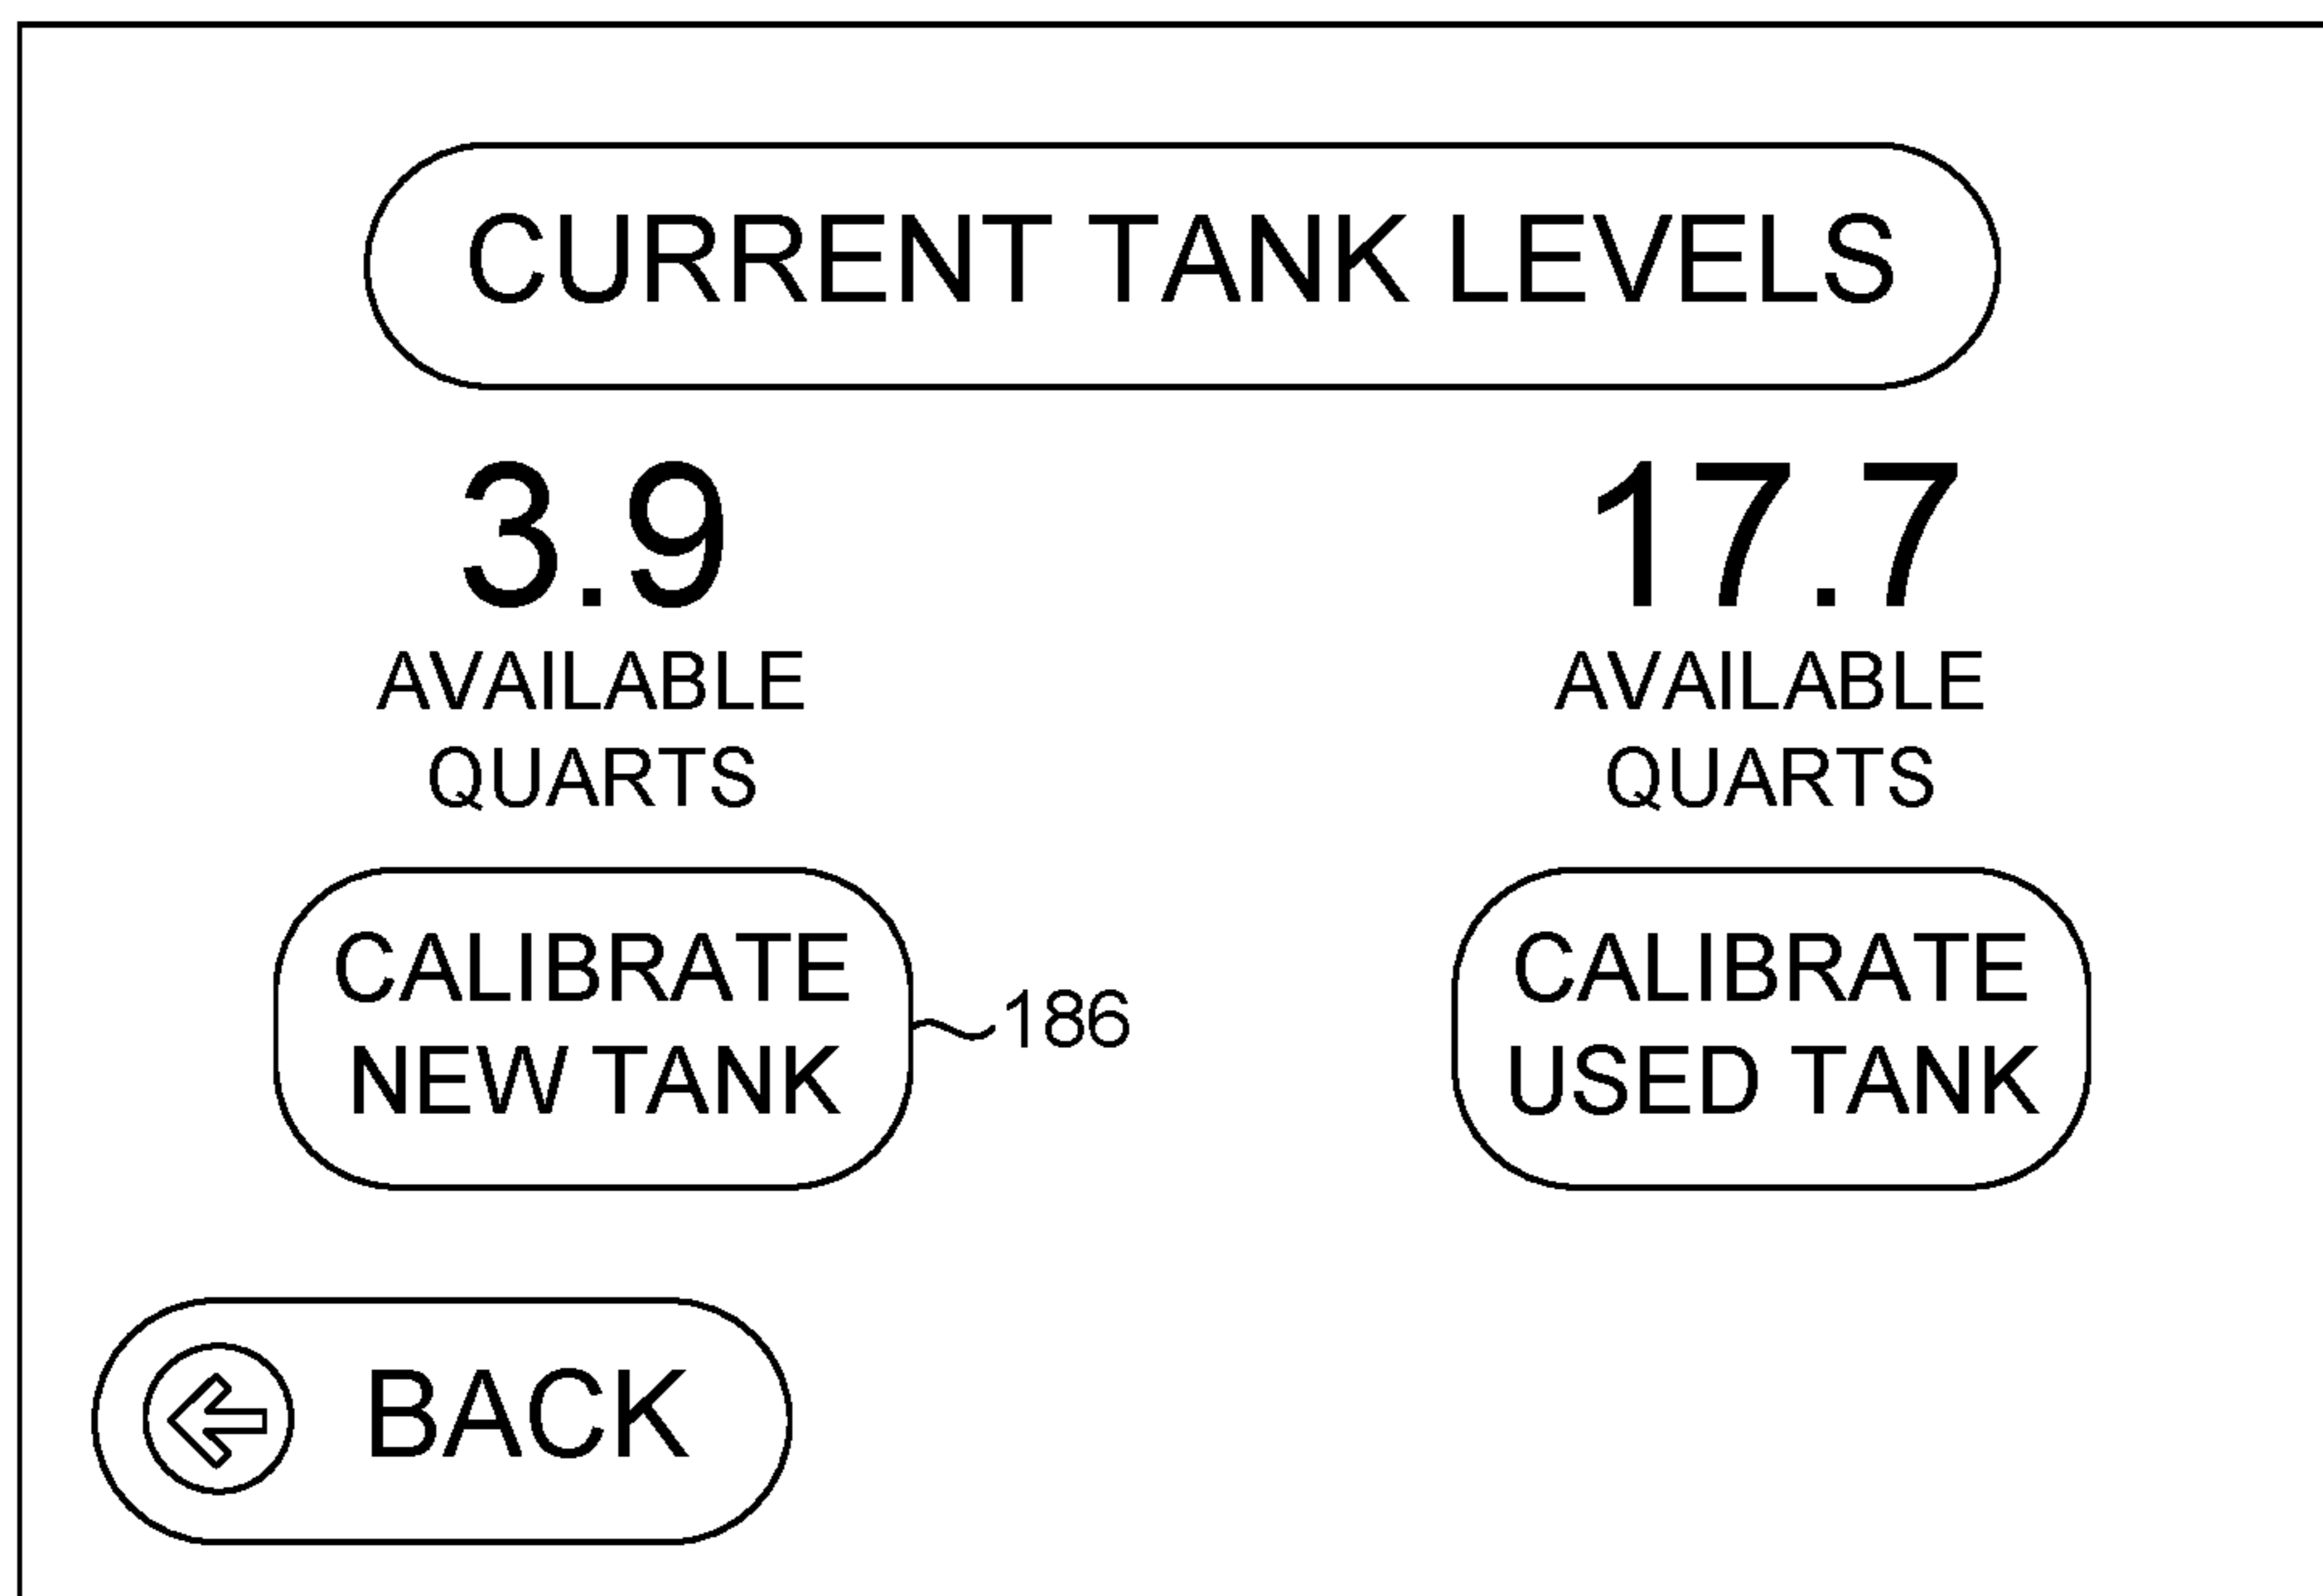 CURRENT TANK LEVELS
3.9
AVAILABLE
QUARTS
CALIBRATE
NEW TANK
186
17.7
AVAILABLE
QUARTS
CALIBRATE
USED TANK
BACK